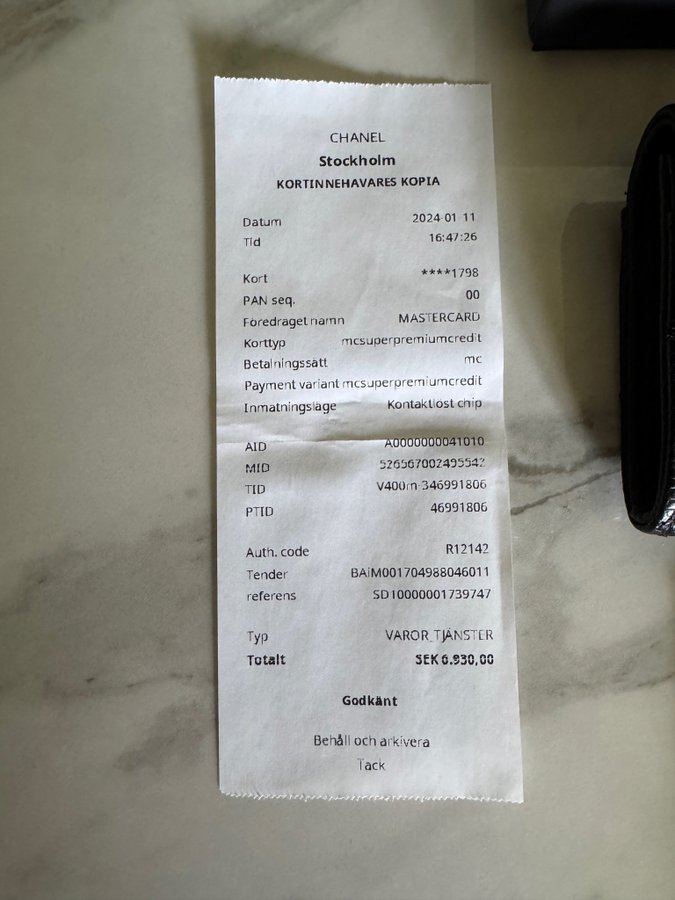 CHANEL
Stockholm
KORTINNEHAVARES KOPIA
Datum 2024-01-11
Tid 16:47:26
Kort ****1798
PAN seq. 00
Föredraget namn MASTERCARD
Korttyp mcsuperpremiumcredit
Betalningssätt mc
Payment variant mcsuperpremiumcredit
Inmatningsläge Kontaktlöst chip
AID A0000000041010
MID 526567002495542
TID V400m-346991806
PTID 46991806
Auth. code R12142
Tender BAiM001704988046011
referens SD10000001739747
Typ VAROR_TJÄNSTER
Totalt SEK 6.930,00
Godkänt
Behåll och arkivera
Tack